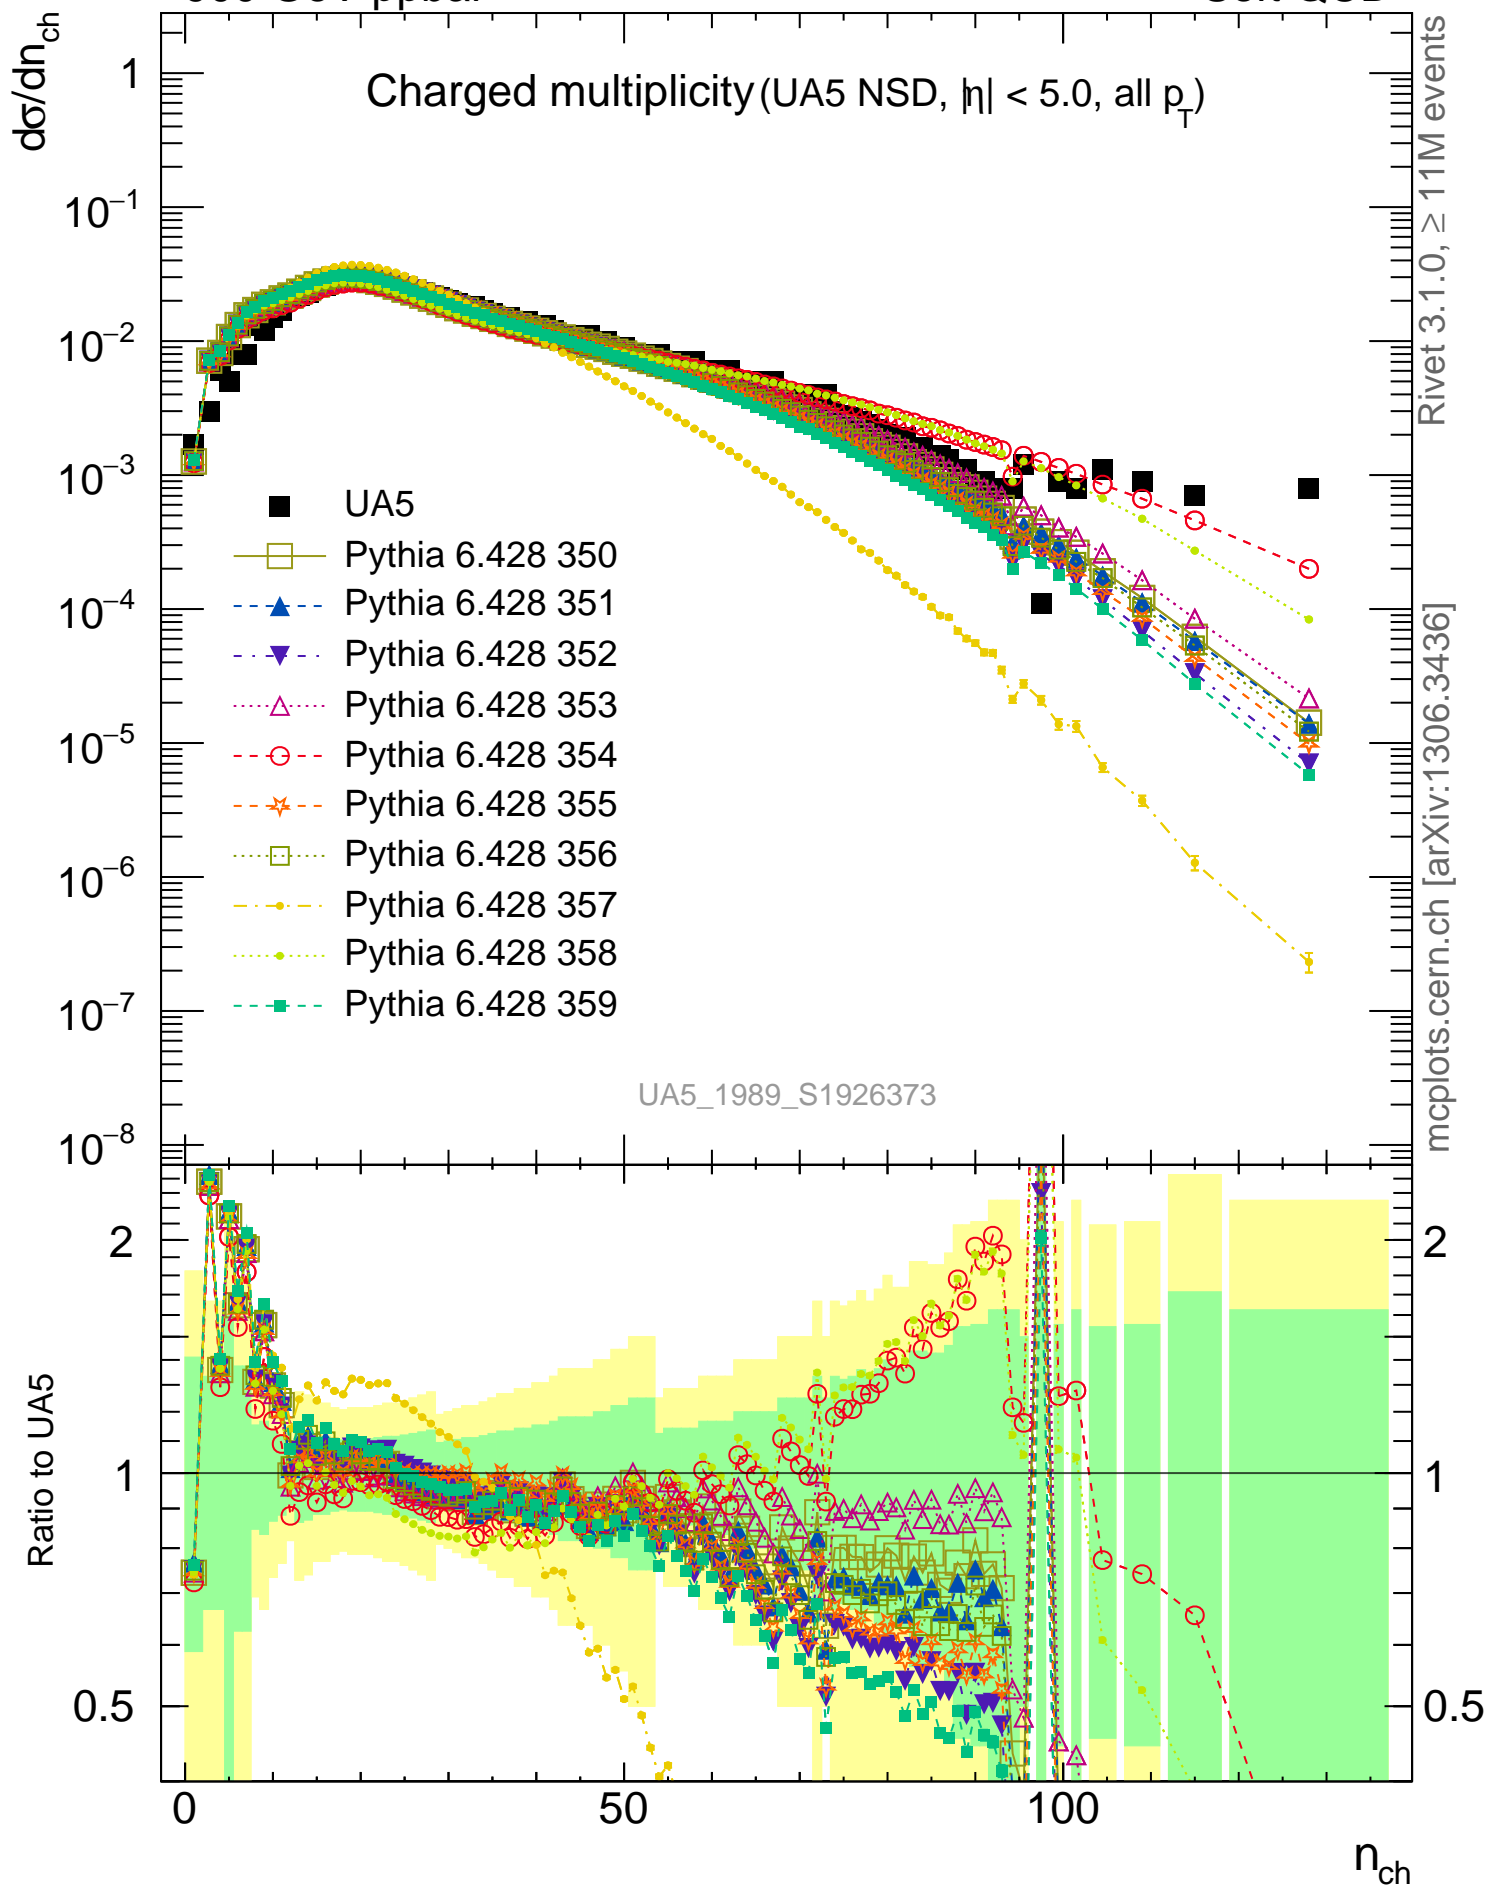 dσ/dn_ch
Charged multiplicity (UA5 NSD, |η| < 5.0, all p_T)
1
10⁻¹
10⁻²
10⁻³
10⁻⁴
10⁻⁵
10⁻⁶
10⁻⁷
10⁻⁸
UA5
Pythia 6.428 350
Pythia 6.428 351
Pythia 6.428 352
Pythia 6.428 353
Pythia 6.428 354
Pythia 6.428 355
Pythia 6.428 356
Pythia 6.428 357
Pythia 6.428 358
Pythia 6.428 359
UA5_1989_S1926373
Rivet 3.1.0, ≥ 11M events
mcplots.cern.ch [arXiv:1306.3436]
Ratio to UA5
2
1
0.5
2
1
0.5
0
50
100
n_ch